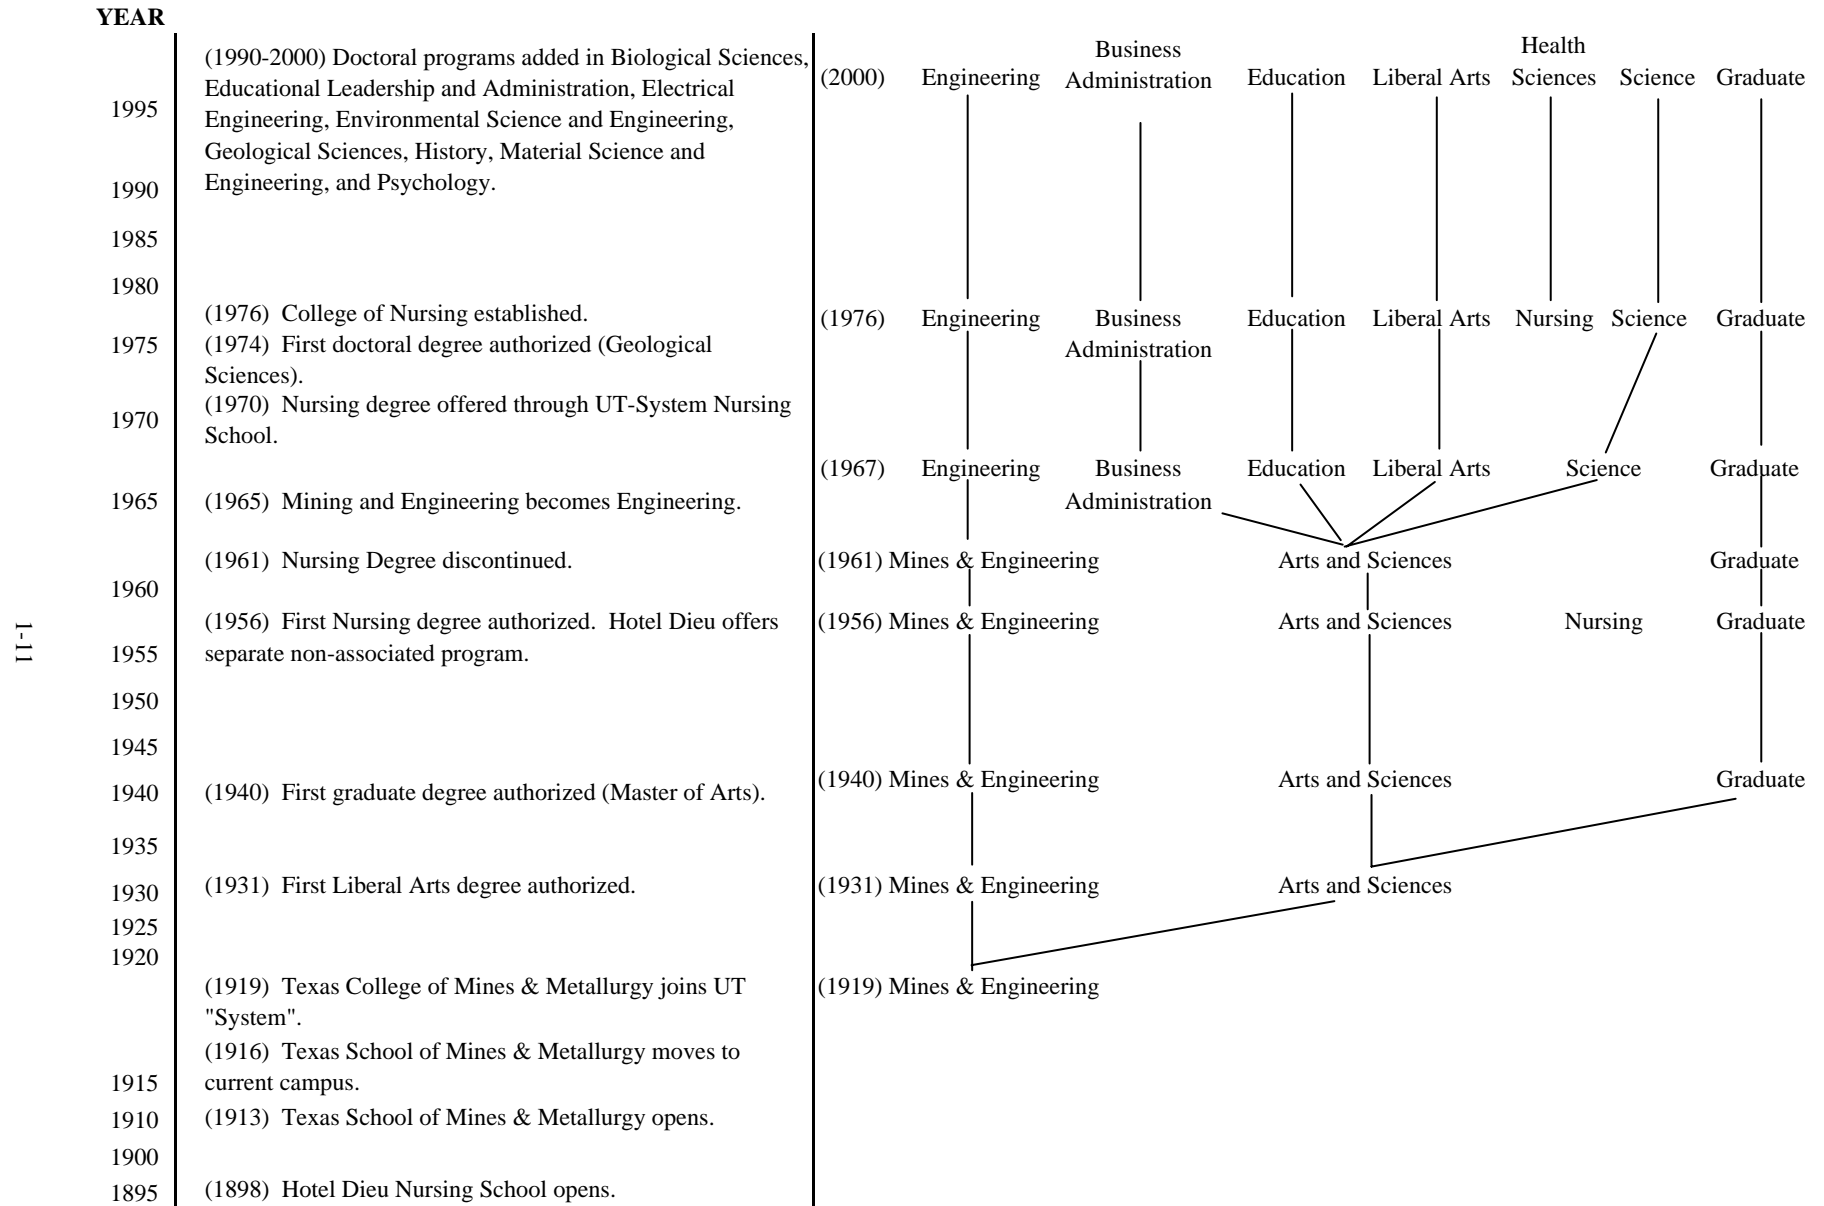 YEAR
(1990-2000) Doctoral programs added in Biological Sciences,
Educational Leadership and Administration, Electrical
Engineering, Environmental Science and Engineering,
Geological Sciences, History, Material Science and
Engineering, and Psychology.
1995
1990
1985
1980
(1976)  College of Nursing established.
1975
(1974)  First doctoral degree authorized (Geological
Sciences).
(1970)  Nursing degree offered through UT-System Nursing
School.
1970
1965
(1965)  Mining and Engineering becomes Engineering.
(1961)  Nursing Degree discontinued.
1960
(1956)  First Nursing degree authorized.  Hotel Dieu offers
separate non-associated program.
1955
1950
1945
1940
(1940)  First graduate degree authorized (Master of Arts).
1935
1930
(1931)  First Liberal Arts degree authorized.
1925
1920
(1919)  Texas College of Mines & Metallurgy joins UT
"System".
(1916)  Texas School of Mines & Metallurgy moves to
current campus.
1915
1910
(1913)  Texas School of Mines & Metallurgy opens.
1900
1895
(1898)  Hotel Dieu Nursing School opens.
(2000)
Engineering
Business
Administration
Education
Liberal Arts
Health
Sciences
Science
Graduate
(1976)
Engineering
Business
Administration
Education
Liberal Arts
Nursing
Science
Graduate
(1967)
Engineering
Business
Administration
Education
Liberal Arts
Science
Graduate
(1961) Mines & Engineering
Arts and Sciences
Graduate
(1956) Mines & Engineering
Arts and Sciences
Nursing
Graduate
(1940) Mines & Engineering
Arts and Sciences
Graduate
(1931) Mines & Engineering
Arts and Sciences
(1919) Mines & Engineering
1-11